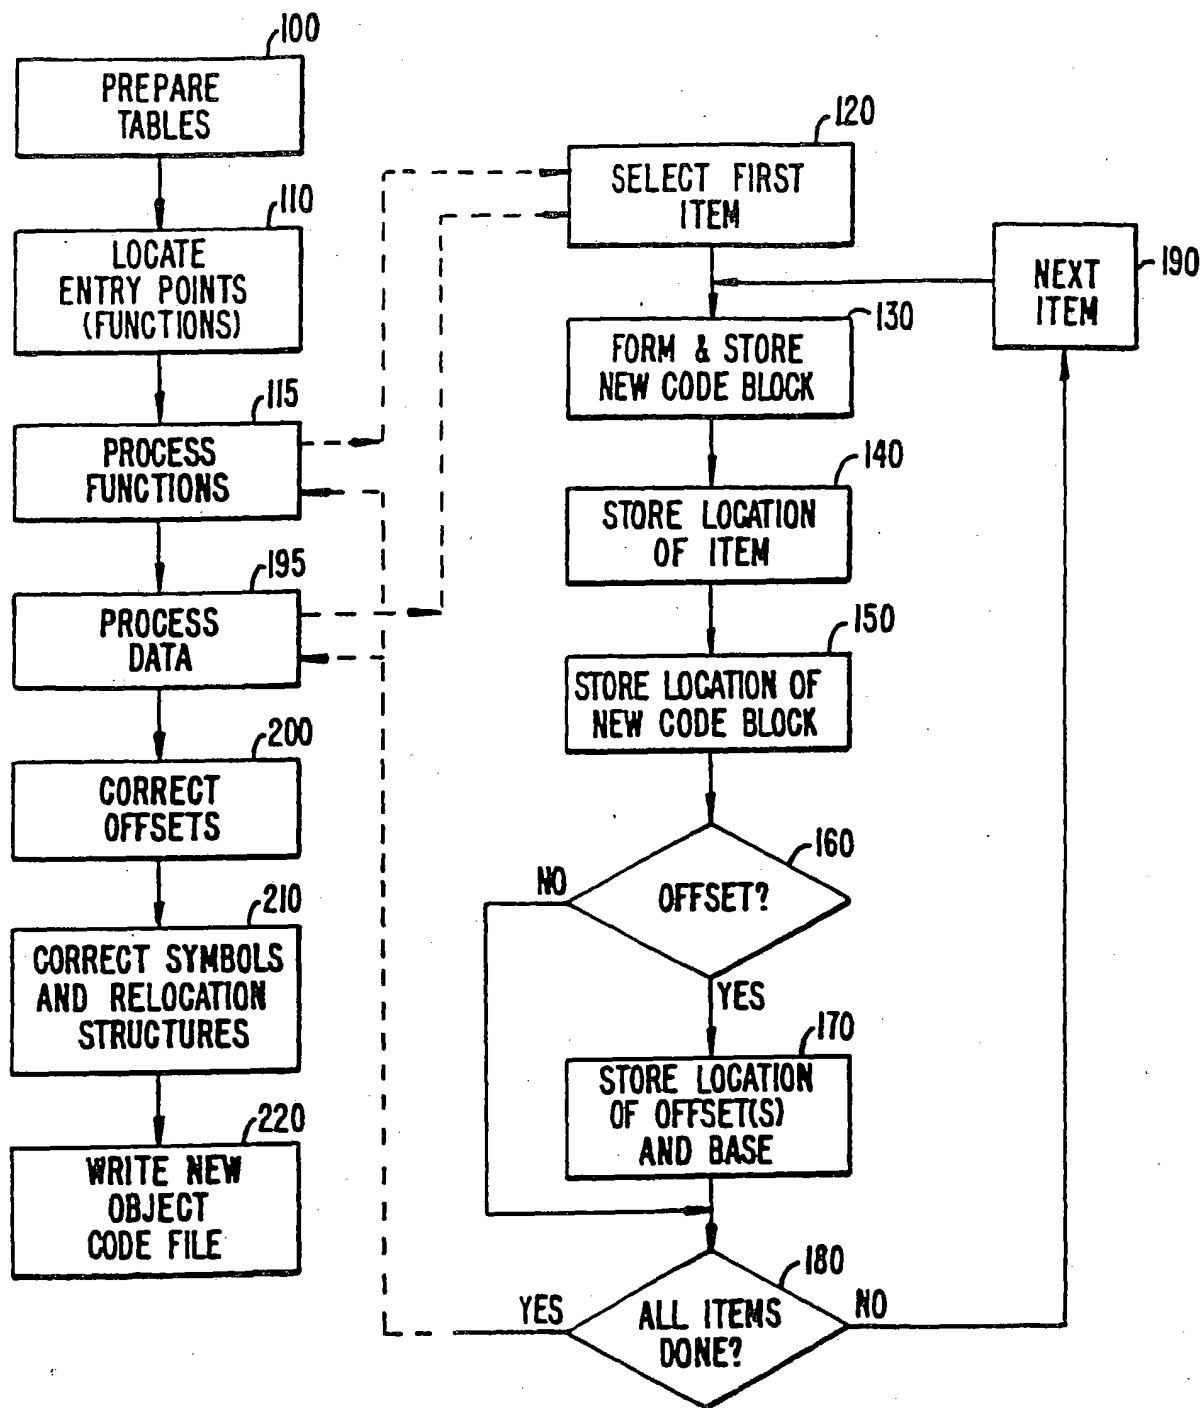 100
PREPARE
TABLES
110
LOCATE
ENTRY POINTS
(FUNCTIONS)
115
PROCESS
FUNCTIONS
195
PROCESS
DATA
200
CORRECT
OFFSETS
210
CORRECT SYMBOLS
AND RELOCATION
STRUCTURES
220
WRITE NEW
OBJECT
CODE FILE
120
SELECT FIRST
ITEM
190
NEXT
ITEM
130
FORM & STORE
NEW CODE BLOCK
140
STORE LOCATION
OF ITEM
150
STORE LOCATION OF
NEW CODE BLOCK
160
OFFSET?
NO
YES
170
STORE LOCATION
OF OFFSET(S)
AND BASE
180
ALL ITEMS
DONE?
YES
NO